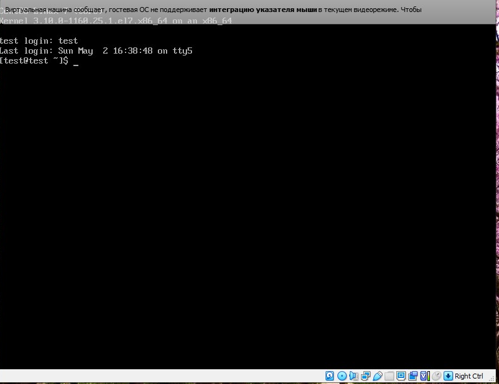 Виртуальная машина сообщает, гостевая ОС не поддерживает интеграцию указателя мыши в текущем видеорежиме. Чтобы
Kernel 3.10.0-1160.25.1.el7.x86_64 on an x86_64
test login: test
Last login: Sun May  2 16:38:48 on tty5
[test@test ~]$ _
Right Ctrl